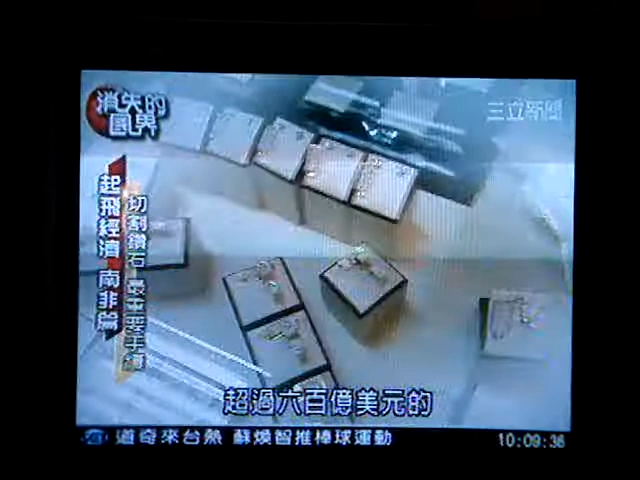 消失的
國界
三立新聞
起飛經濟 南非篇
切割鑽石 最重要手續
超過六百億美元的
道奇來台熱 蘇煥智推棒球運動
10:09:36